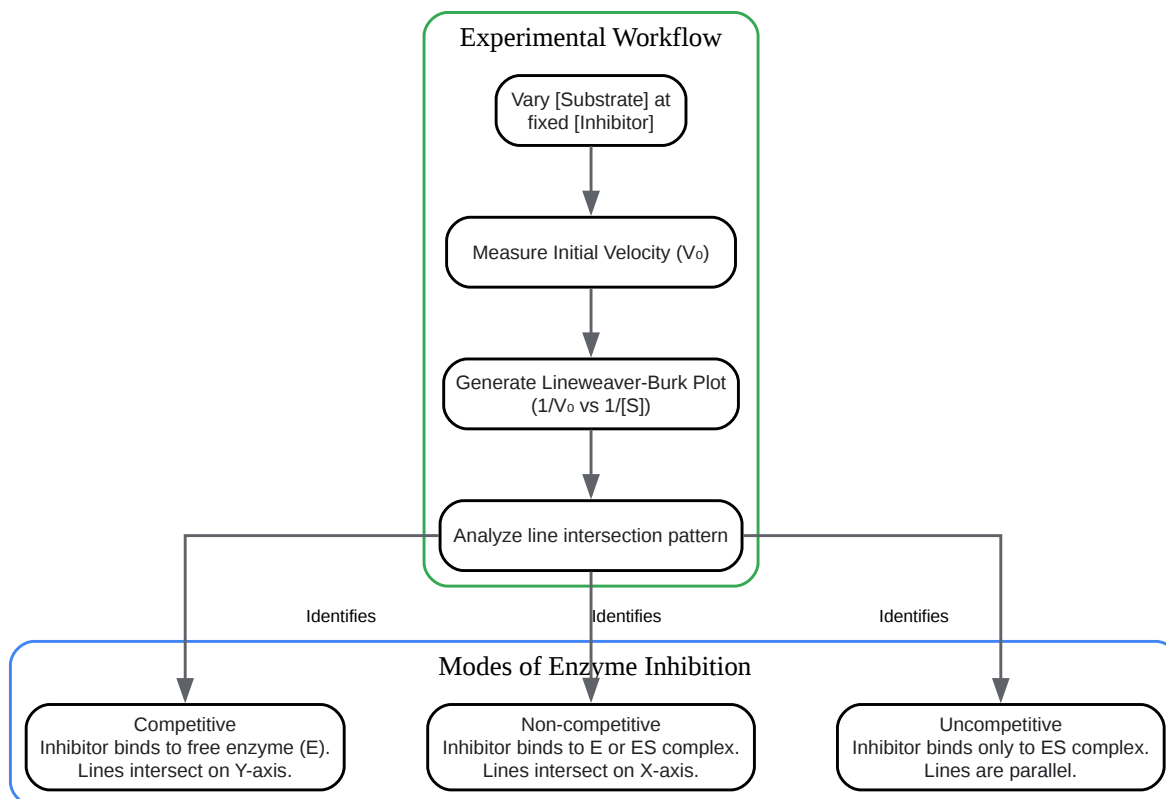 Experimental Workflow
Vary [Substrate] at
fixed [Inhibitor]
Measure Initial Velocity (V₀)
Generate Lineweaver-Burk Plot
(1/V₀ vs 1/[S])
Analyze line intersection pattern
Identifies
Identifies
Identifies
Modes of Enzyme Inhibition
Competitive
Inhibitor binds to free enzyme (E).
Lines intersect on Y-axis.
Non-competitive
Inhibitor binds to E or ES complex.
Lines intersect on X-axis.
Uncompetitive
Inhibitor binds only to ES complex.
Lines are parallel.